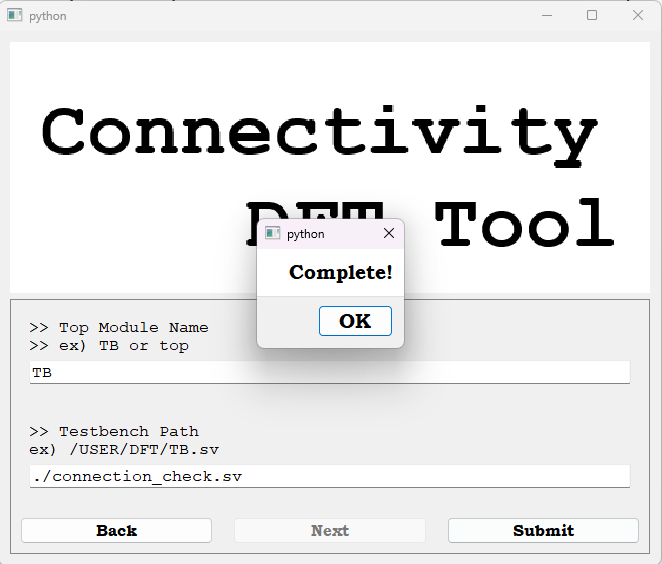 python
Connectivity
DFT Tool
python
Complete!
OK
>> Top Module Name
>> ex) TB or top
TB
>> Testbench Path
ex) /USER/DFT/TB.sv
./connection_check.sv
Back
Next
Submit